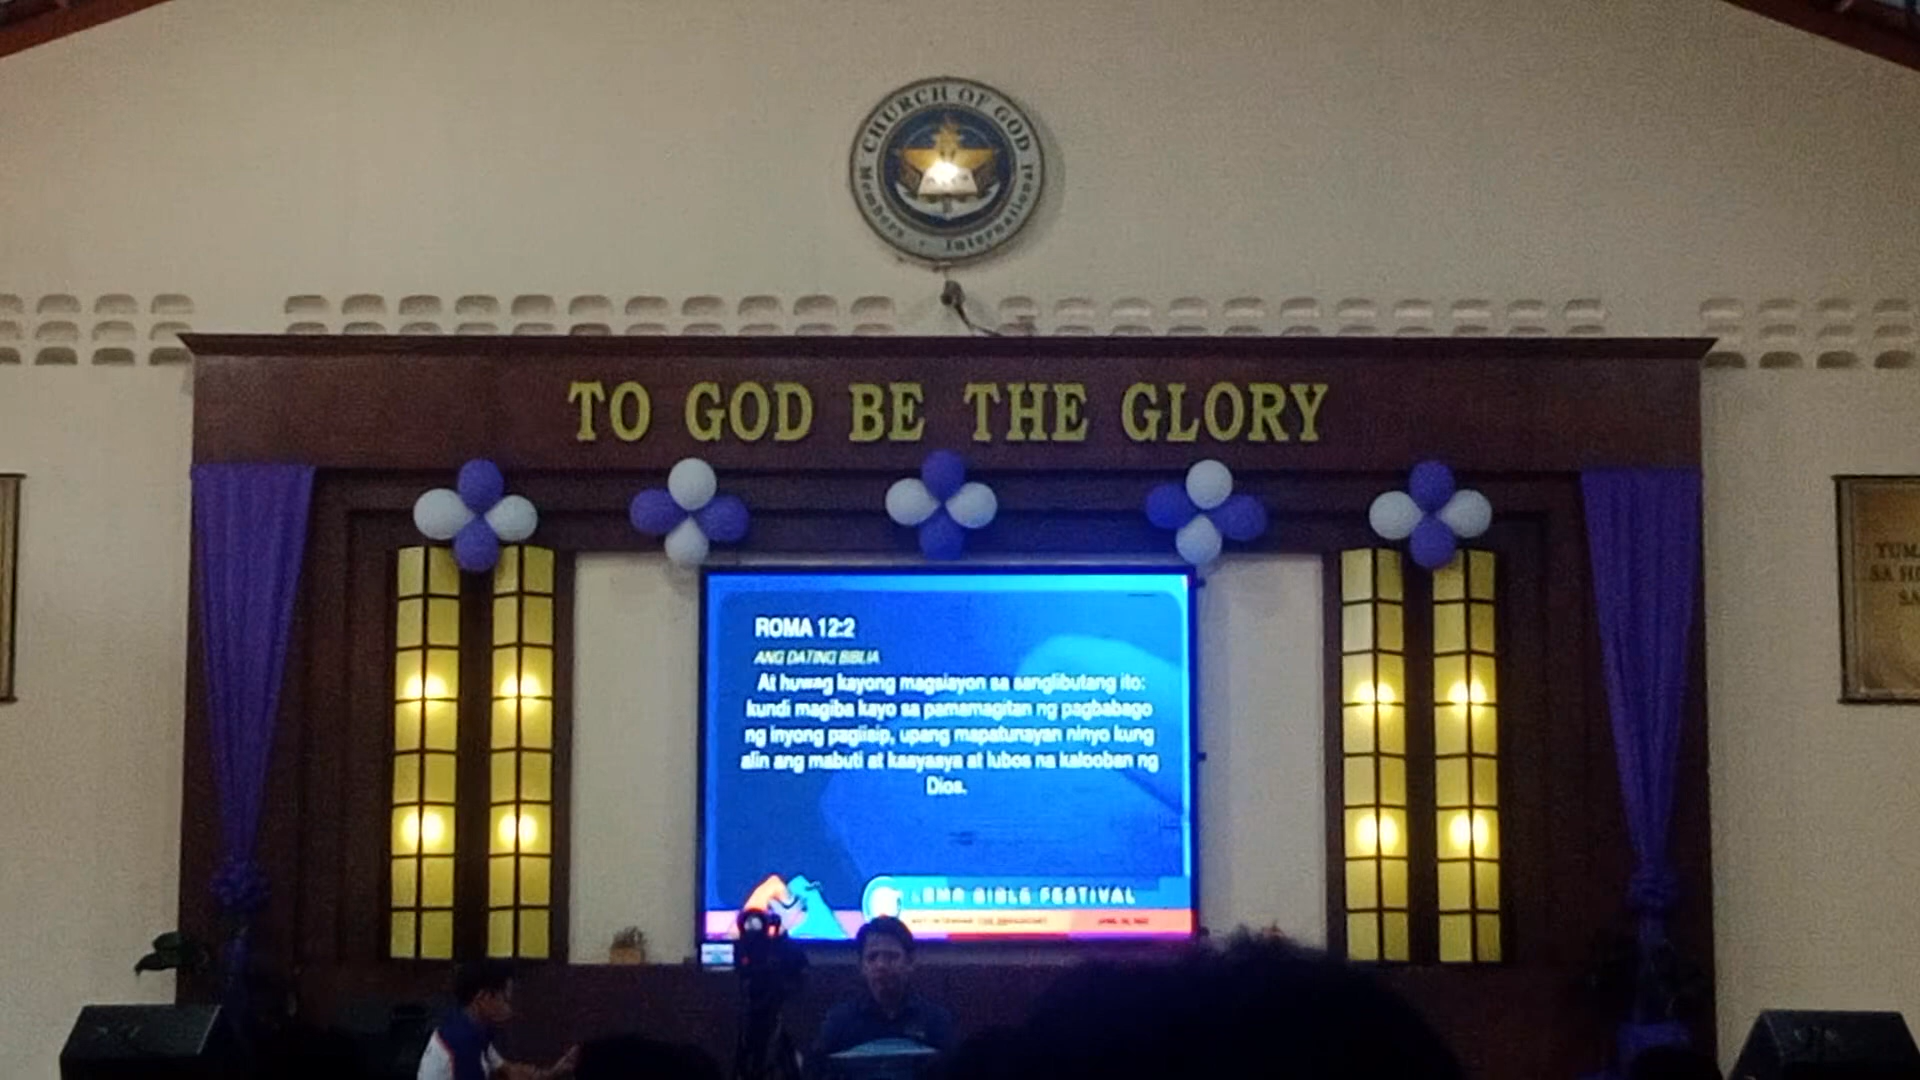 CHURCH OF GOD
Members • International
TO GOD BE THE GLORY
ROMA 12:2
ANG DATING BIBLIA
At huwag kayong magsiayon sa sanglibutang ito:
kundi magiba kayo sa pamamagitan ng pagbabago
ng inyong pagiisip, upang mapatunayan ninyo kung
alin ang mabuti at kaayaaya at lubos na kalooban ng
Dios.
BIBLE FESTIVAL
SA